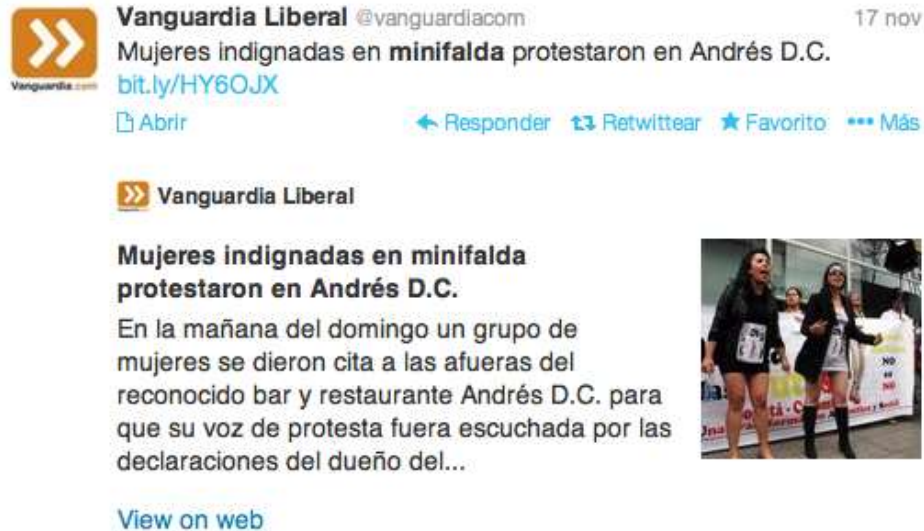 Vanguardia Liberal @vanguardiacom 17 nov
Mujeres indignadas en minifalda protestaron en Andrés D.C.
bit.ly/HY6OJX
Vanguardia.com
Abrir Responder Retwittear Favorito Más
Vanguardia Liberal
Mujeres indignadas en minifalda
protestaron en Andrés D.C.
En la mañana del domingo un grupo de
mujeres se dieron cita a las afueras del
reconocido bar y restaurante Andrés D.C. para
que su voz de protesta fuera escuchada por las
declaraciones del dueño del...
View on web
NO
es
NO